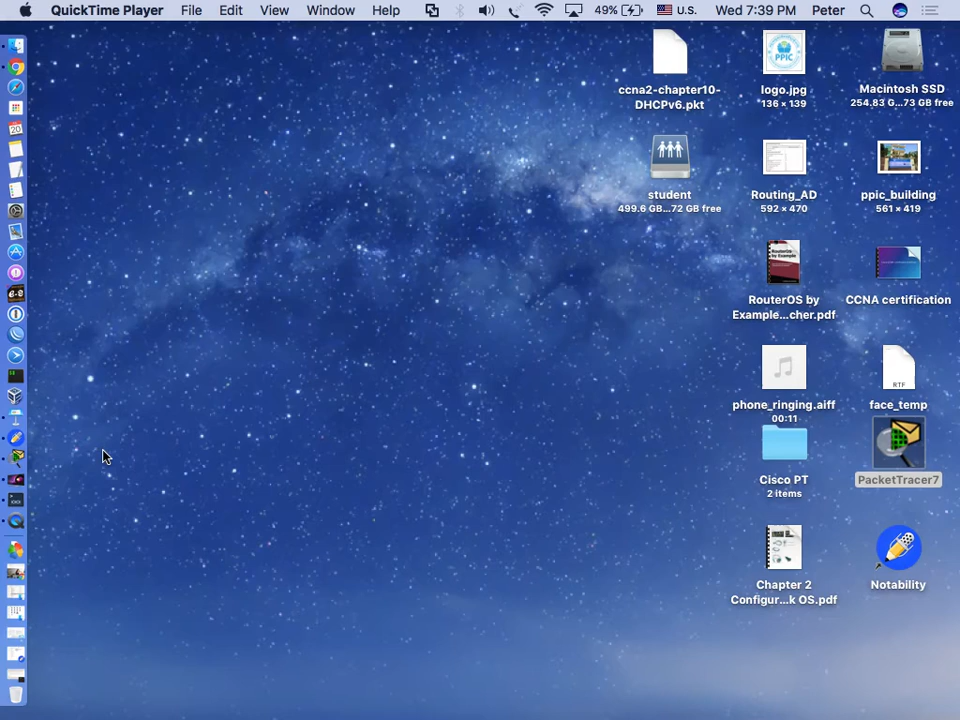 QuickTime Player File Edit View Window Help 49% U.S. Wed 7:39 PM Peter
ccna2-chapter10-
DHCPv6.pkt
PPIC
logo.jpg
136 × 139
Macintosh SSD
254.83 G...73 GB free
student
499.6 GB...72 GB free
Routing_AD
592 × 470
ppic_building
561 × 419
RouterOS by
Example...cher.pdf
CCNA certification
phone_ringing.aiff
00:11
RTF
face_temp
Cisco PT
2 items
PacketTracer7
Chapter 2
Configur...k OS.pdf
Notability
20